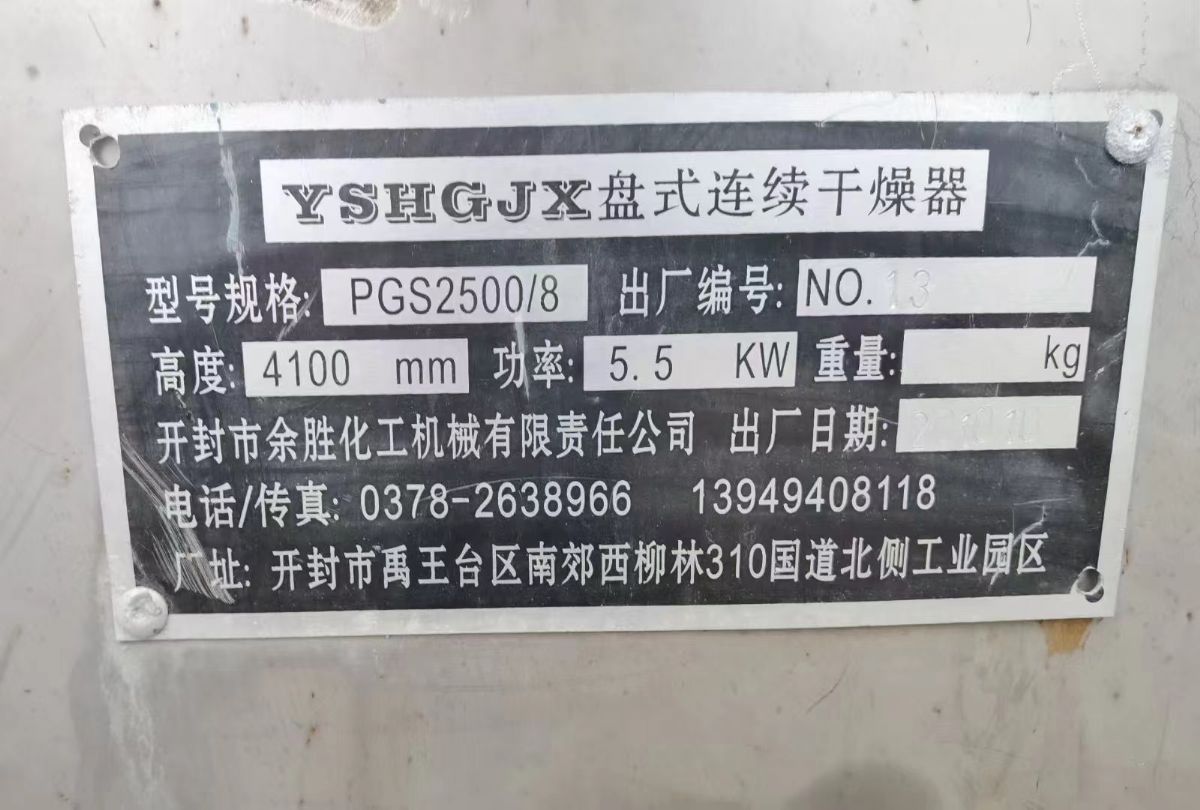 YSHGJX盘式连续干燥器
型号规格: PGS2500/8 出厂编号: NO. 13
高度: 4100 mm 功率: 5.5 KW 重量: kg
开封市余胜化工机械有限责任公司 出厂日期:
电话/传真: 0378-2638966 13949408118
厂址: 开封市禹王台区南郊西柳林310国道北侧工业园区